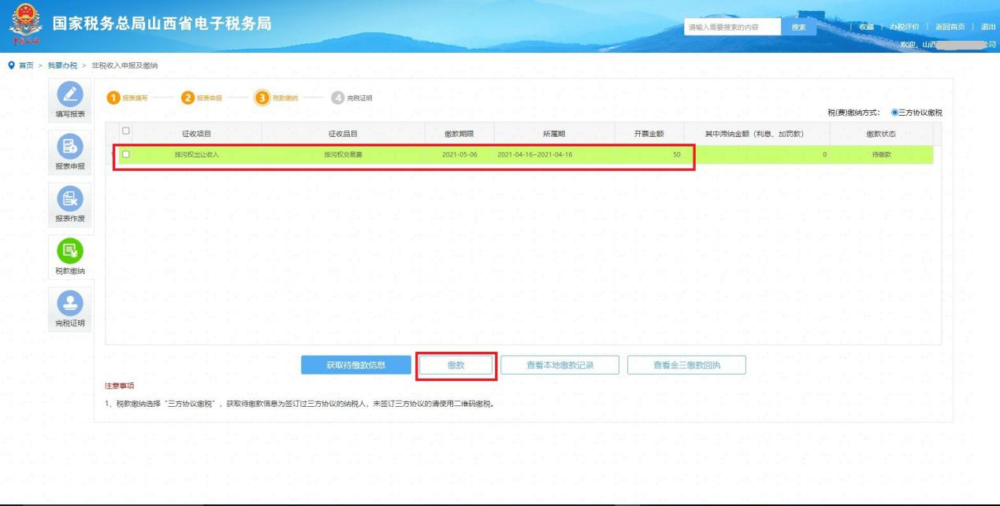 国家税务总局山西省电子税务局
请输入需要搜索的内容 搜索 | 收藏 | 办税评价 | 返回首页 | 退出
欢迎, 山西 公司
首页 > 我要办税 > 非税收入申报及缴纳
填写报表
报表申报
报表作废
税款缴纳
完税证明
1 报表填写 2 报表申报 3 税款缴纳 4 完税证明
税(费)缴纳方式: 三方协议缴税
征收项目 征收品目 缴款期限 所属期 开票金额 其中滞纳金额（利息、加罚款） 缴款状态
排污权出让收入 排污权交易费 2021-05-06 2021-04-16~2021-04-16 50 0 待缴款
获取待缴款信息 缴款 查看本地缴款记录 查看金三缴款回执
注意事项
1、税款缴纳选择“三方协议缴税”，获取待缴款信息为签订过三方协议的纳税人，未签订三方协议的请使用二维码缴税。